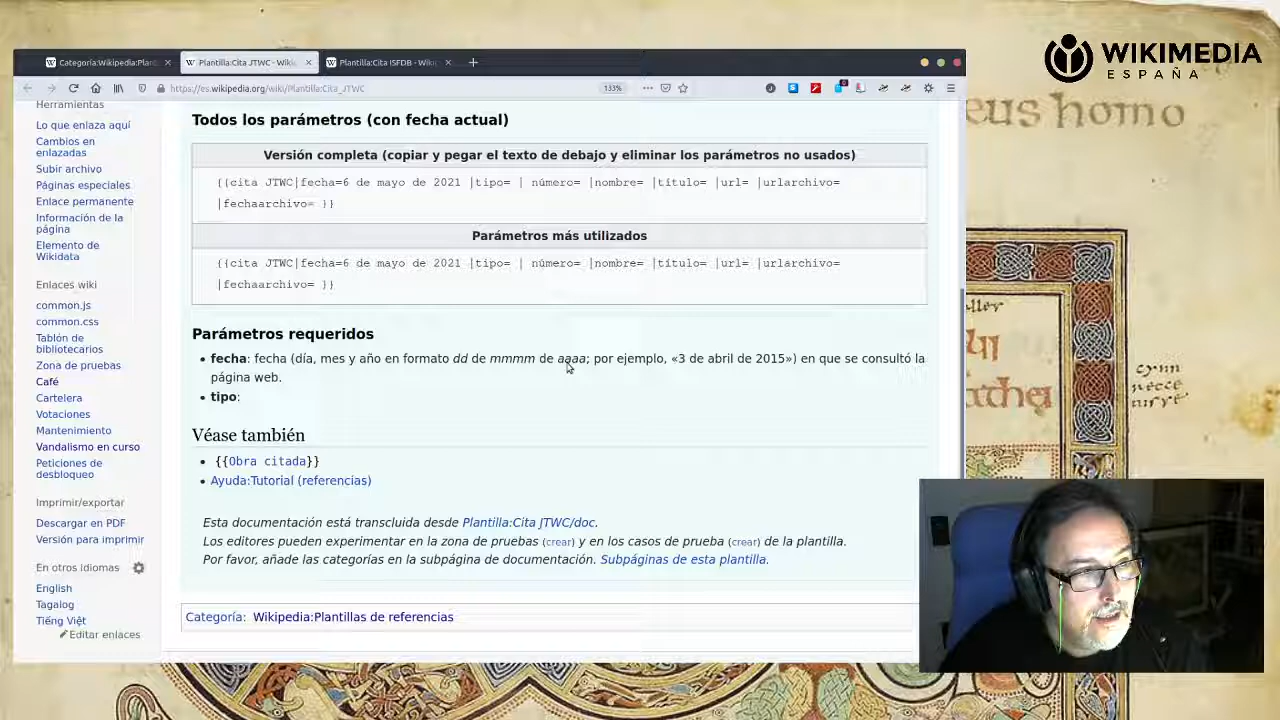 WIKIMEDIA
ESPAÑA
eus homo
Categoría:Wikipedia:Plant
Plantilla:Cita JTWC - Wiki
Plantilla:Cita ISFDB - Wiki
https://es.wikipedia.org/wiki/Plantilla:Cita_JTWC
133%
Herramientas
Lo que enlaza aquí
Cambios en
enlazadas
Subir archivo
Páginas especiales
Enlace permanente
Información de la
página
Elemento de
Wikidata
Enlaces wiki
common.js
common.css
Tablón de
bibliotecarios
Zona de pruebas
Café
Cartelera
Votaciones
Mantenimiento
Vandalismo en curso
Peticiones de
desbloqueo
Imprimir/exportar
Descargar en PDF
Versión para imprimir
En otros idiomas
English
Tagalog
Tiếng Việt
Editar enlaces
Todos los parámetros (con fecha actual)
Versión completa (copiar y pegar el texto de debajo y eliminar los parámetros no usados)
{{cita JTWC|fecha=6 de mayo de 2021 |tipo= | número= |nombre= |título= |url= |urlarchivo=
|fechaarchivo= }}
Parámetros más utilizados
{{cita JTWC|fecha=6 de mayo de 2021 |tipo= | número= |nombre= |título= |url= |urlarchivo=
|fechaarchivo= }}
Parámetros requeridos
• fecha: fecha (día, mes y año en formato dd de mmmm de aaaa; por ejemplo, «3 de abril de 2015») en que se consultó la
página web.
• tipo:
Véase también
• {{Obra citada}}
• Ayuda:Tutorial (referencias)
Esta documentación está transcluida desde Plantilla:Cita JTWC/doc.
Los editores pueden experimentar en la zona de pruebas (crear) y en los casos de prueba (crear) de la plantilla.
Por favor, añade las categorías en la subpágina de documentación. Subpáginas de esta plantilla.
Categoría: Wikipedia:Plantillas de referencias